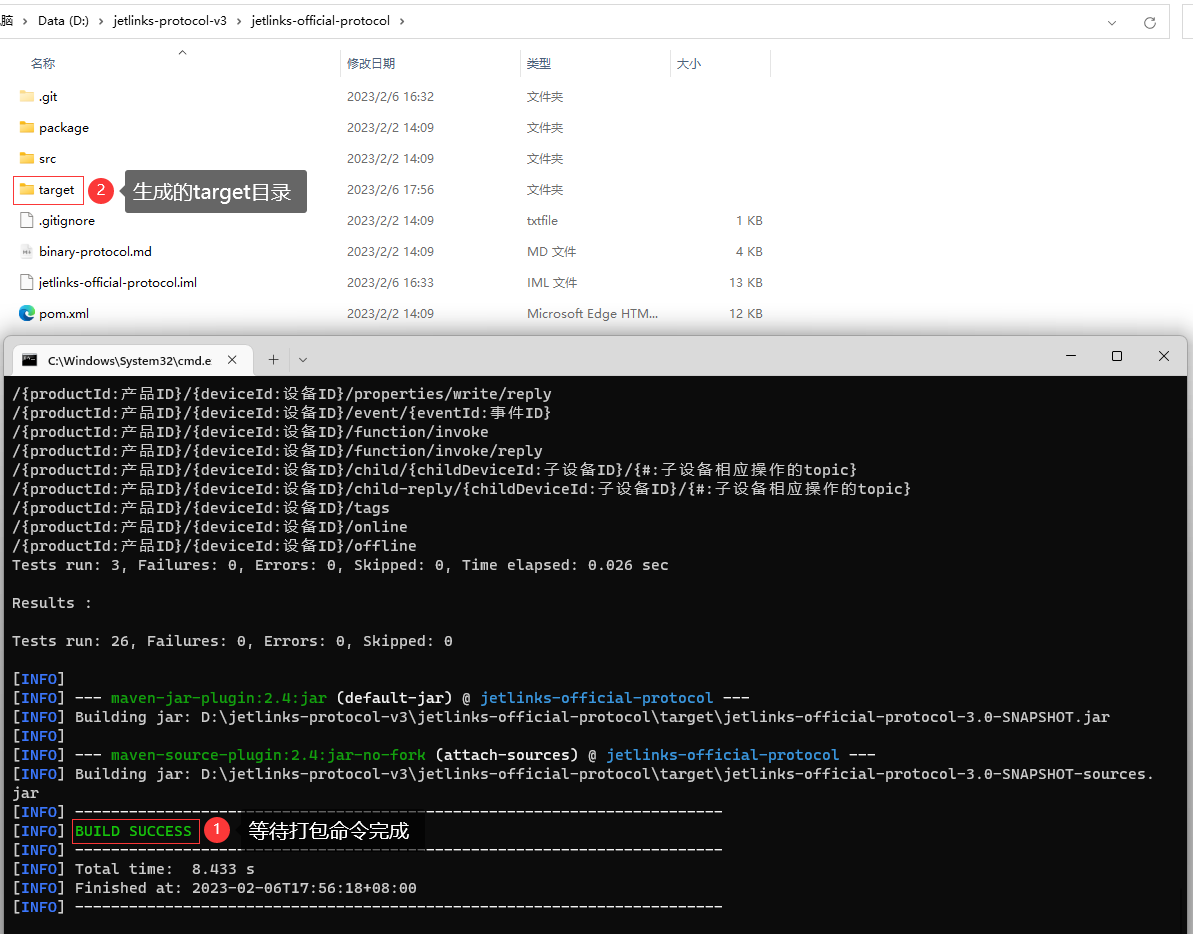 脑 › Data (D:) › jetlinks-protocol-v3 › jetlinks-official-protocol ›
名称 修改日期 类型 大小
.git 2023/2/6 16:32 文件夹
package 2023/2/2 14:09 文件夹
src 2023/2/2 14:09 文件夹
target 2 生成的target目录 2023/2/6 17:56 文件夹
.gitignore 2023/2/2 14:09 txtfile 1 KB
binary-protocol.md 2023/2/2 14:09 MD 文件 4 KB
jetlinks-official-protocol.iml 2023/2/6 16:33 IML 文件 13 KB
pom.xml 2023/2/2 14:09 Microsoft Edge HTM... 12 KB
C:\Windows\System32\cmd.e
/{productId:产品ID}/{deviceId:设备ID}/properties/write/reply
/{productId:产品ID}/{deviceId:设备ID}/event/{eventId:事件ID}
/{productId:产品ID}/{deviceId:设备ID}/function/invoke
/{productId:产品ID}/{deviceId:设备ID}/function/invoke/reply
/{productId:产品ID}/{deviceId:设备ID}/child/{childDeviceId:子设备ID}/{#:子设备相应操作的topic}
/{productId:产品ID}/{deviceId:设备ID}/child-reply/{childDeviceId:子设备ID}/{#:子设备相应操作的topic}
/{productId:产品ID}/{deviceId:设备ID}/tags
/{productId:产品ID}/{deviceId:设备ID}/online
/{productId:产品ID}/{deviceId:设备ID}/offline
Tests run: 3, Failures: 0, Errors: 0, Skipped: 0, Time elapsed: 0.026 sec
Results :
Tests run: 26, Failures: 0, Errors: 0, Skipped: 0
[INFO]
[INFO] --- maven-jar-plugin:2.4:jar (default-jar) @ jetlinks-official-protocol ---
[INFO] Building jar: D:\jetlinks-protocol-v3\jetlinks-official-protocol\target\jetlinks-official-protocol-3.0-SNAPSHOT.jar
[INFO]
[INFO] --- maven-source-plugin:2.4:jar-no-fork (attach-sources) @ jetlinks-official-protocol ---
[INFO] Building jar: D:\jetlinks-protocol-v3\jetlinks-official-protocol\target\jetlinks-official-protocol-3.0-SNAPSHOT-sources.
jar
[INFO] ------------------------------------------------------------------------
[INFO] BUILD SUCCESS 1 等待打包命令完成
[INFO] ------------------------------------------------------------------------
[INFO] Total time:  8.433 s
[INFO] Finished at: 2023-02-06T17:56:18+08:00
[INFO] ------------------------------------------------------------------------